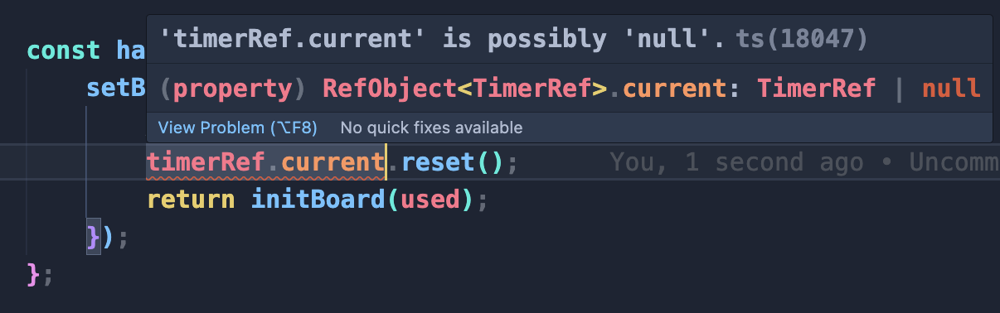 'timerRef.current' is possibly 'null'. ts(18047)
const ha
(property) RefObject<TimerRef>.current: TimerRef | null
setB
View Problem (⌥F8) No quick fixes available
timerRef.current.reset(); You, 1 second ago • Uncomm
return initBoard(used);
});
};